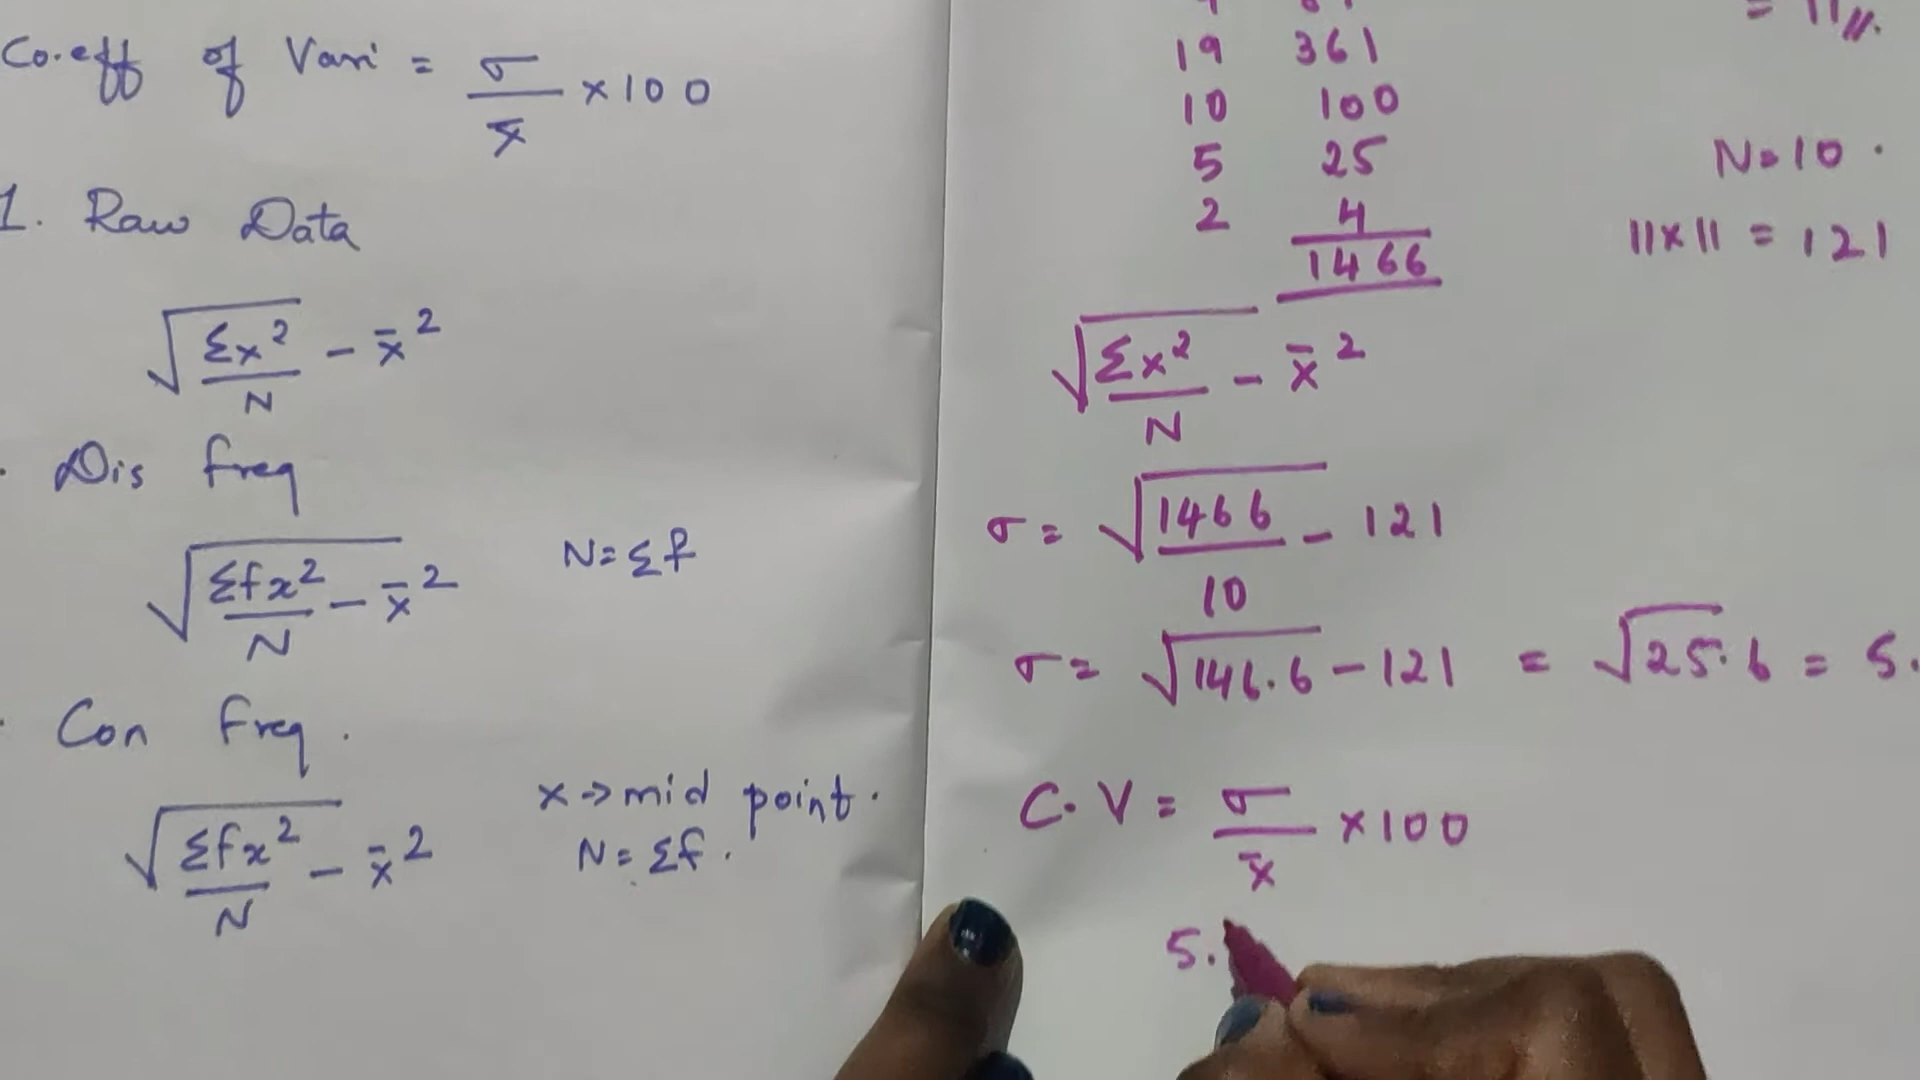 Co.eff of Vari = σ/x̄ × 100
1. Raw Data
√Σx²/N − x̄²
Dis freq
√Σfx²/N − x̄² N = Σf
Con freq.
√Σfx²/N − x̄² x → mid point.
N = Σf.
= 11.
19 361
10 100
5 25
2 4
1466
N = 10.
11×11 = 121
√Σx²/N − x̄²
σ = √1466/10 − 121
σ = √146.6 − 121 = √25.6 = 5.
C.V = σ/x̄ × 100
5.